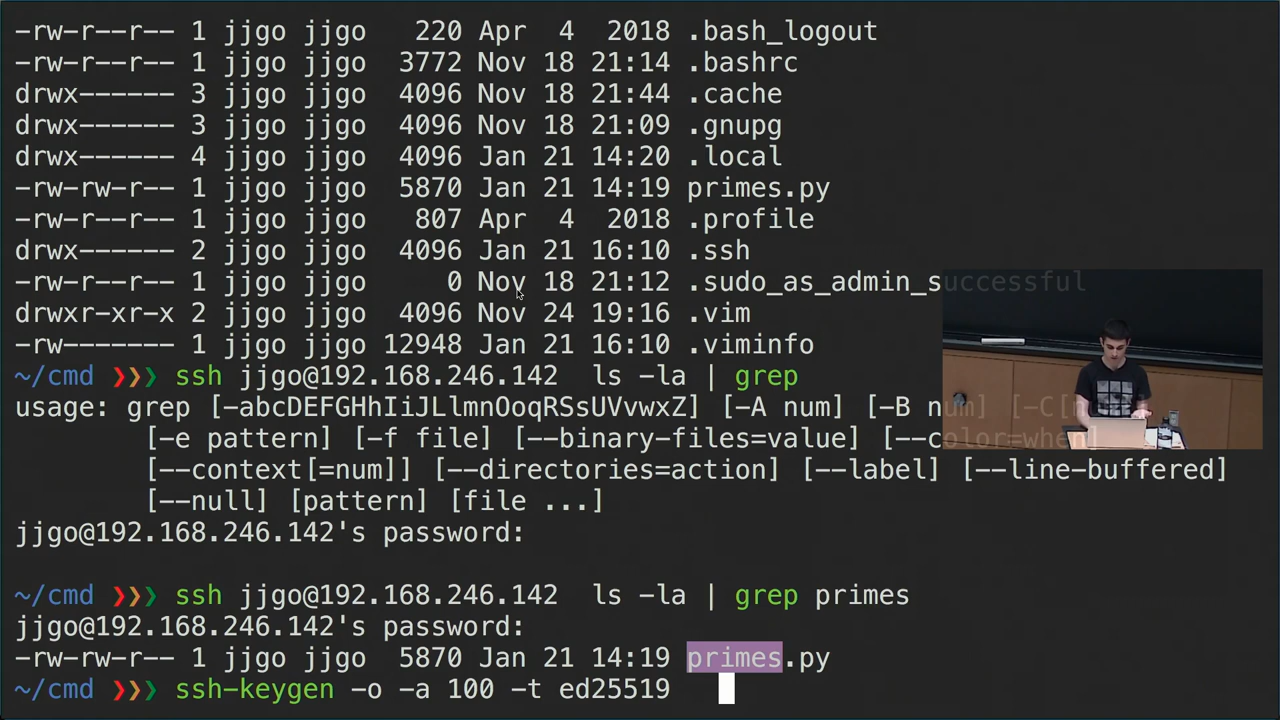 -rw-r--r-- 1 jjgo jjgo   220 Apr  4  2018 .bash_logout
-rw-r--r-- 1 jjgo jjgo  3772 Nov 18 21:14 .bashrc
drwx------ 3 jjgo jjgo  4096 Nov 18 21:44 .cache
drwx------ 3 jjgo jjgo  4096 Nov 18 21:09 .gnupg
drwx------ 4 jjgo jjgo  4096 Jan 21 14:20 .local
-rw-rw-r-- 1 jjgo jjgo  5870 Jan 21 14:19 primes.py
-rw-r--r-- 1 jjgo jjgo   807 Apr  4  2018 .profile
drwx------ 2 jjgo jjgo  4096 Jan 21 16:10 .ssh
-rw-r--r-- 1 jjgo jjgo     0 Nov 18 21:12 .sudo_as_admin_successful
drwxr-xr-x 2 jjgo jjgo  4096 Nov 24 19:16 .vim
-rw------- 1 jjgo jjgo 12948 Jan 21 16:10 .viminfo
~/cmd ❯❯❯ ssh jjgo@192.168.246.142  ls -la | grep
usage: grep [-abcDEFGHhIiJLlmnOoqRSsUVvwxZ] [-A num] [-B num] [-C[n
        [-e pattern] [-f file] [--binary-files=value] [--color=when]
        [--context[=num]] [--directories=action] [--label] [--line-buffered]
        [--null] [pattern] [file ...]
jjgo@192.168.246.142's password:
~/cmd ❯❯❯ ssh jjgo@192.168.246.142  ls -la | grep primes
jjgo@192.168.246.142's password:
-rw-rw-r-- 1 jjgo jjgo  5870 Jan 21 14:19 primes.py
~/cmd ❯❯❯ ssh-keygen -o -a 100 -t ed25519